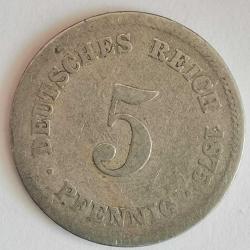 DEUTSCHES REICH 1875
5
PFENNIG